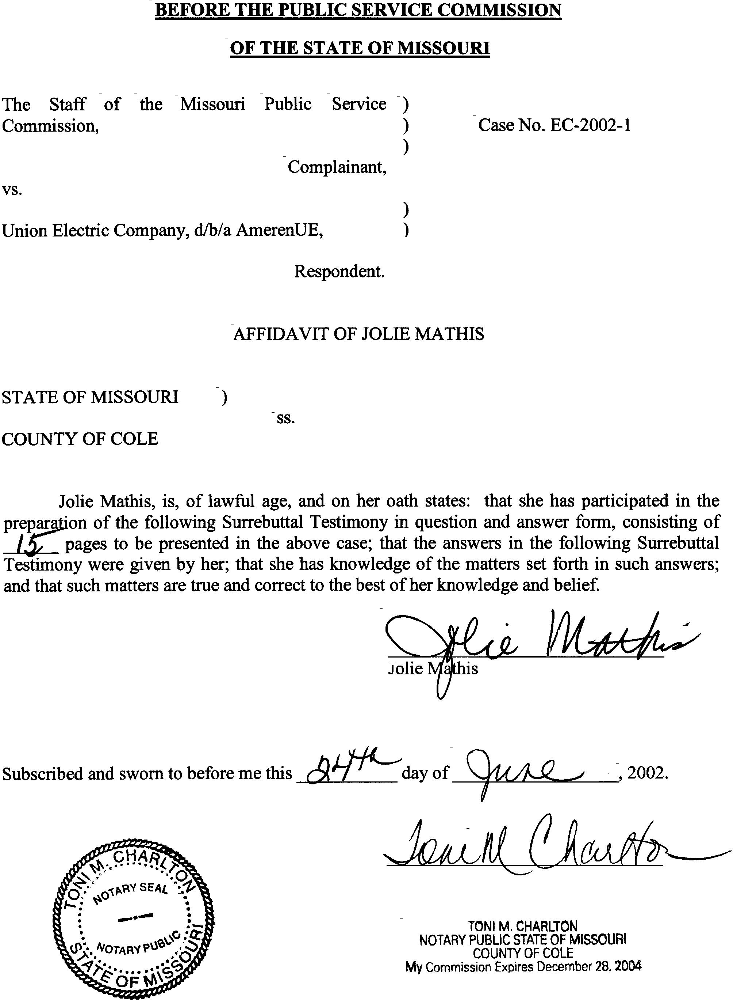 BEFORE THE PUBLIC SERVICE COMMISSION
OF THE STATE OF MISSOURI
The Staff of the Missouri Public Service )
Commission, ) Case No. EC-2002-1
)
Complainant,
vs.
)
Union Electric Company, d/b/a AmerenUE, )
Respondent.
AFFIDAVIT OF JOLIE MATHIS
STATE OF MISSOURI )
ss.
COUNTY OF COLE
Jolie Mathis, is, of lawful age, and on her oath states: that she has participated in the
preparation of the following Surrebuttal Testimony in question and answer form, consisting of
15 pages to be presented in the above case; that the answers in the following Surrebuttal
Testimony were given by her; that she has knowledge of the matters set forth in such answers;
and that such matters are true and correct to the best of her knowledge and belief.
Jolie Mathis
Jolie Mathis
Subscribed and sworn to before me this 24th day of June, 2002.
Toni M Charlton
TONI M. CHARLTON
NOTARY SEAL
NOTARY PUBLIC
STATE OF MISSOURI
TONI M. CHARLTON
NOTARY PUBLIC STATE OF MISSOURI
COUNTY OF COLE
My Commission Expires December 28, 2004